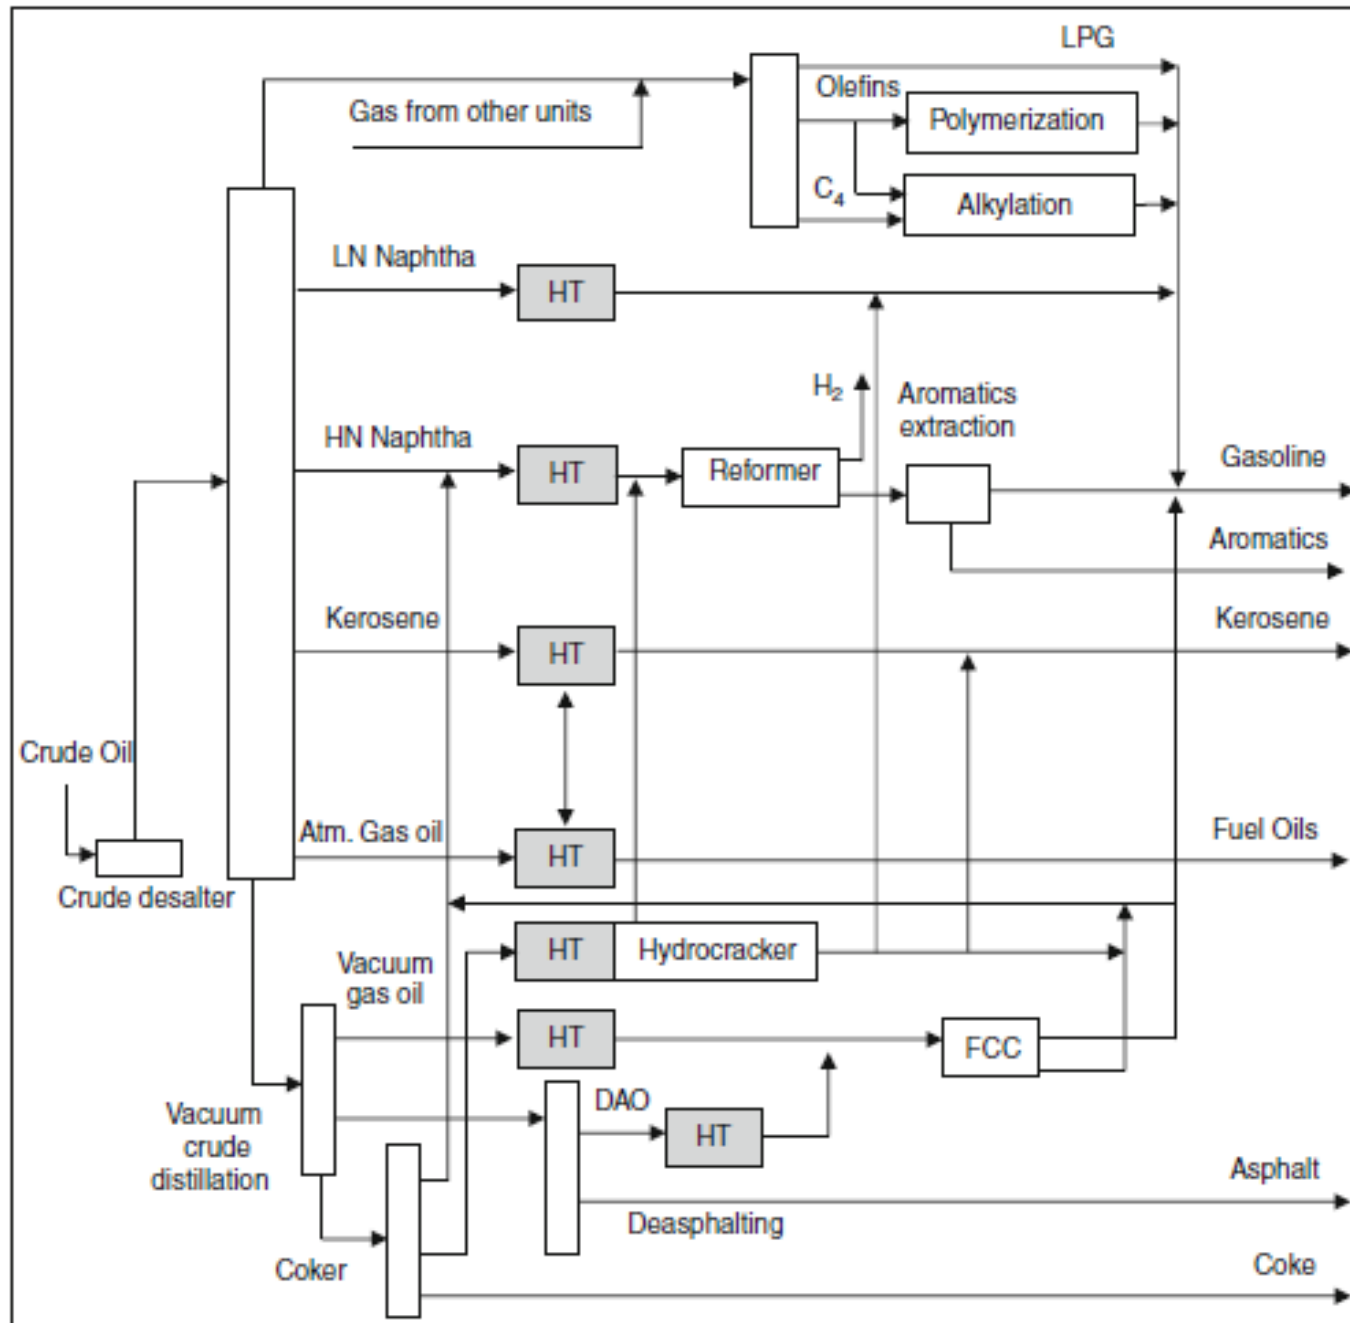 LPG
Olefins
Gas from other units
Polymerization
C4
Alkylation
LN Naphtha
HT
H2
Aromatics
extraction
HN Naphtha
HT
Reformer
Gasoline
Aromatics
Kerosene
HT
Kerosene
Crude Oil
Atm. Gas oil
HT
Fuel Oils
Crude desalter
HT
Hydrocracker
Vacuum
gas oil
HT
FCC
DAO
Vacuum
crude
distillation
HT
Asphalt
Deasphalting
Coker
Coke